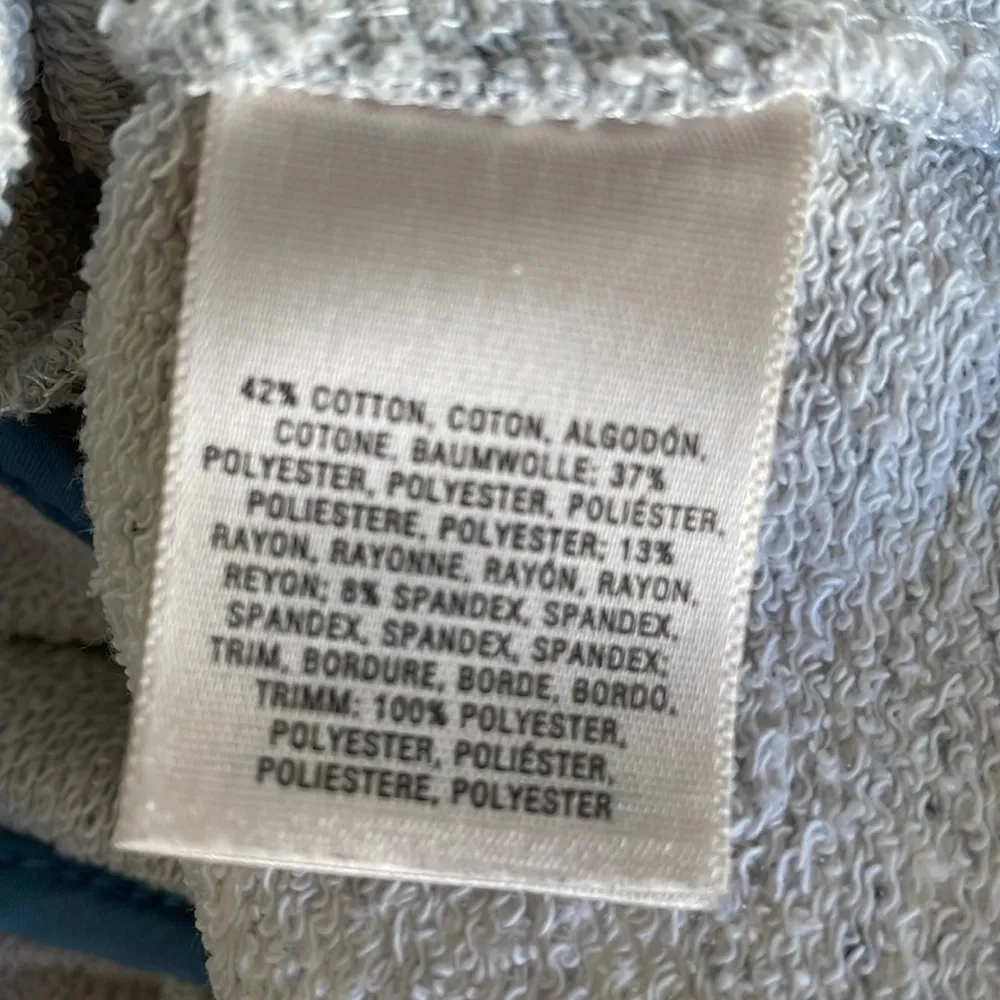 42% COTTON, COTON, ALGODÓN,
COTONE, BAUMWOLLE; 37%
POLYESTER, POLYESTER, POLIÉSTER,
POLIESTERE, POLYESTER; 13%
RAYON, RAYONNE, RAYÓN, RAYON,
REYON; 8% SPANDEX, SPANDEX,
SPANDEX, SPANDEX, SPANDEX;
TRIM, BORDURE, BORDE, BORDO,
TRIMM: 100% POLYESTER,
POLYESTER, POLIÉSTER,
POLIESTERE, POLYESTER